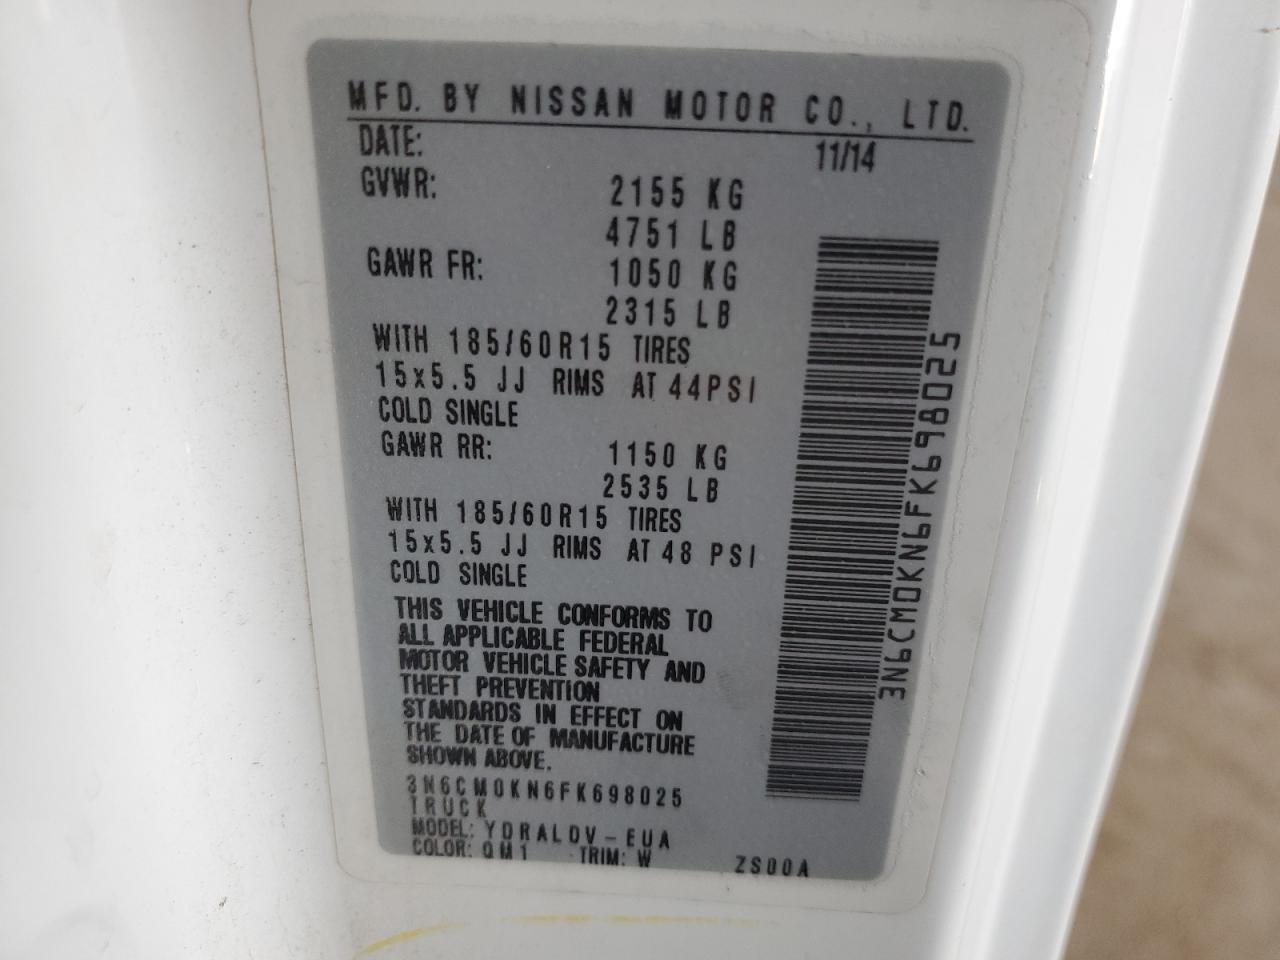 MFD. BY NISSAN MOTOR CO., LTD.
DATE: 11/14
GVWR: 2155 KG
4751 LB
GAWR FR: 1050 KG
2315 LB
WITH 185/60R15 TIRES
15x5.5 JJ RIMS AT 44PSI
COLD SINGLE
GAWR RR: 1150 KG
2535 LB
WITH 185/60R15 TIRES
15x5.5 JJ RIMS AT 48 PSI
COLD SINGLE
THIS VEHICLE CONFORMS TO
ALL APPLICABLE FEDERAL
MOTOR VEHICLE SAFETY AND
THEFT PREVENTION
STANDARDS IN EFFECT ON
THE DATE OF MANUFACTURE
SHOWN ABOVE.
3N6CM0KN6FK698025
TRUCK
MODEL: YDRALDV-EUA
COLOR: QM1 TRIM: W ZS00A
3N6CM0KN6FK698025